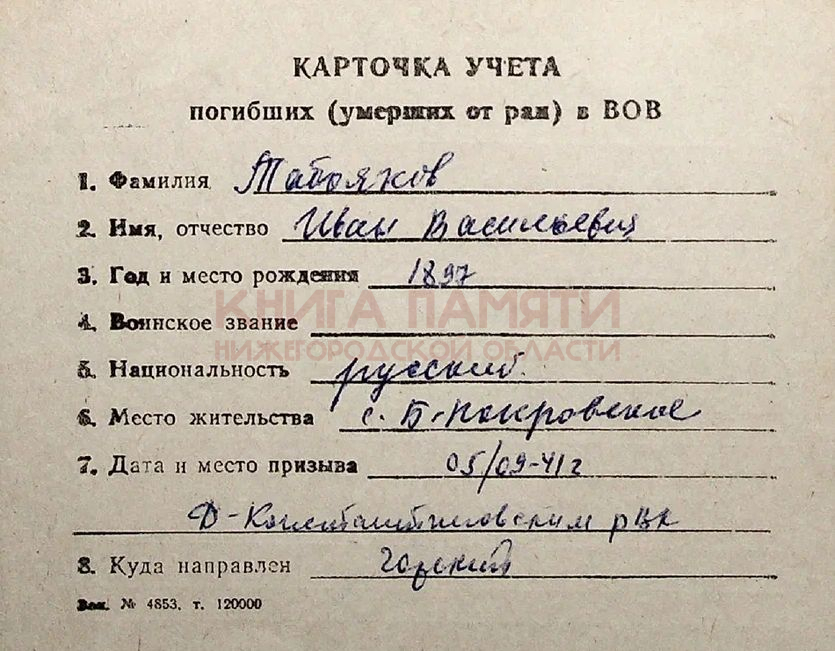 КАРТОЧКА УЧЕТА
погибших (умерших от ран) в ВОВ
1. Фамилия Табояков
2. Имя, отчество Иван Васильевич
3. Год и место рождения 1897
КНИГА ПАМЯТИ
4. Воинское звание
НИЖЕГОРОДСКОЙ ОБЛАСТИ
5. Национальность русский
6. Место жительства с. Б-Покровское
7. Дата и место призыва 05/09-41г
Д-Константиновским рвк
8. Куда направлен Горький
Зак. № 4853, т. 120000